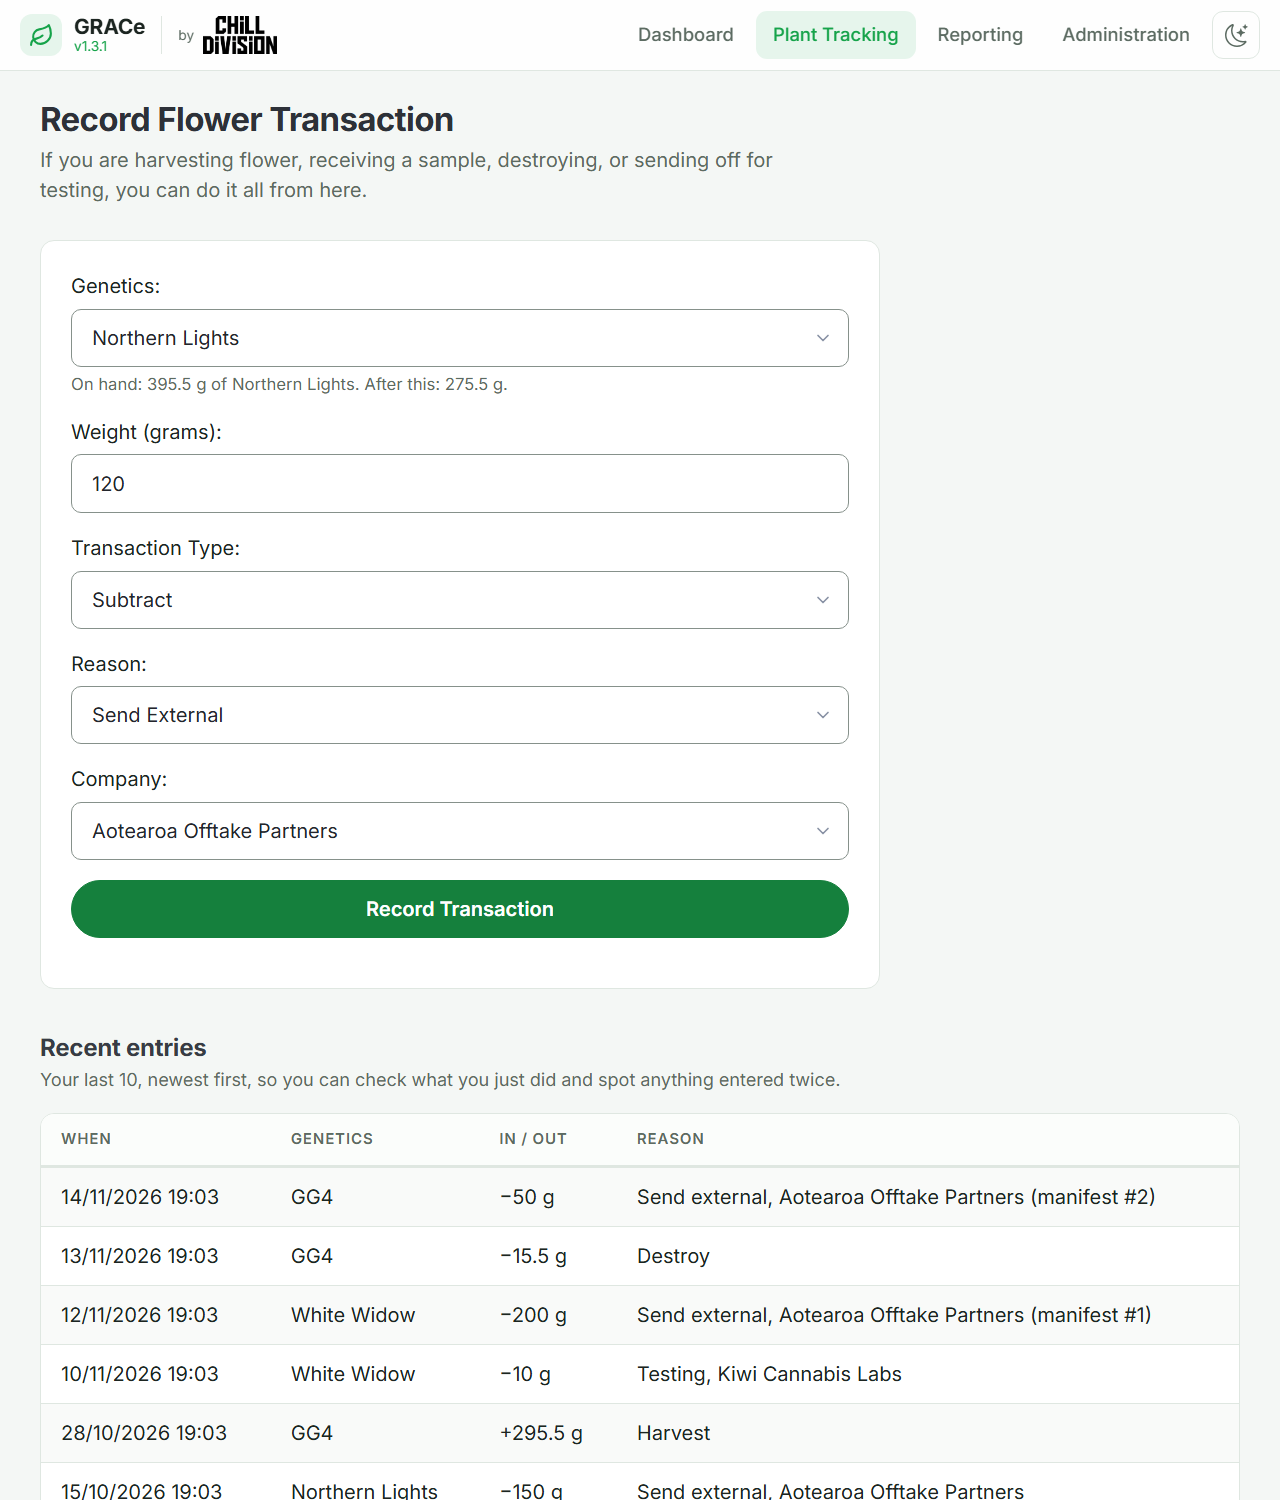 GRACe
v1.3.1
by
CHILL DIVISION
Dashboard
Plant Tracking
Reporting
Administration
Record Flower Transaction
If you are harvesting flower, receiving a sample, destroying, or sending off for
testing, you can do it all from here.
Genetics:
Northern Lights
On hand: 395.5 g of Northern Lights. After this: 275.5 g.
Weight (grams):
120
Transaction Type:
Subtract
Reason:
Send External
Company:
Aotearoa Offtake Partners
Record Transaction
Recent entries
Your last 10, newest first, so you can check what you just did and spot anything entered twice.
WHEN GENETICS IN / OUT REASON
14/11/2026 19:03 GG4 −50 g Send external, Aotearoa Offtake Partners (manifest #2)
13/11/2026 19:03 GG4 −15.5 g Destroy
12/11/2026 19:03 White Widow −200 g Send external, Aotearoa Offtake Partners (manifest #1)
10/11/2026 19:03 White Widow −10 g Testing, Kiwi Cannabis Labs
28/10/2026 19:03 GG4 +295.5 g Harvest
15/10/2026 19:03 Northern Lights −150 g Send external, Aotearoa Offtake Partners